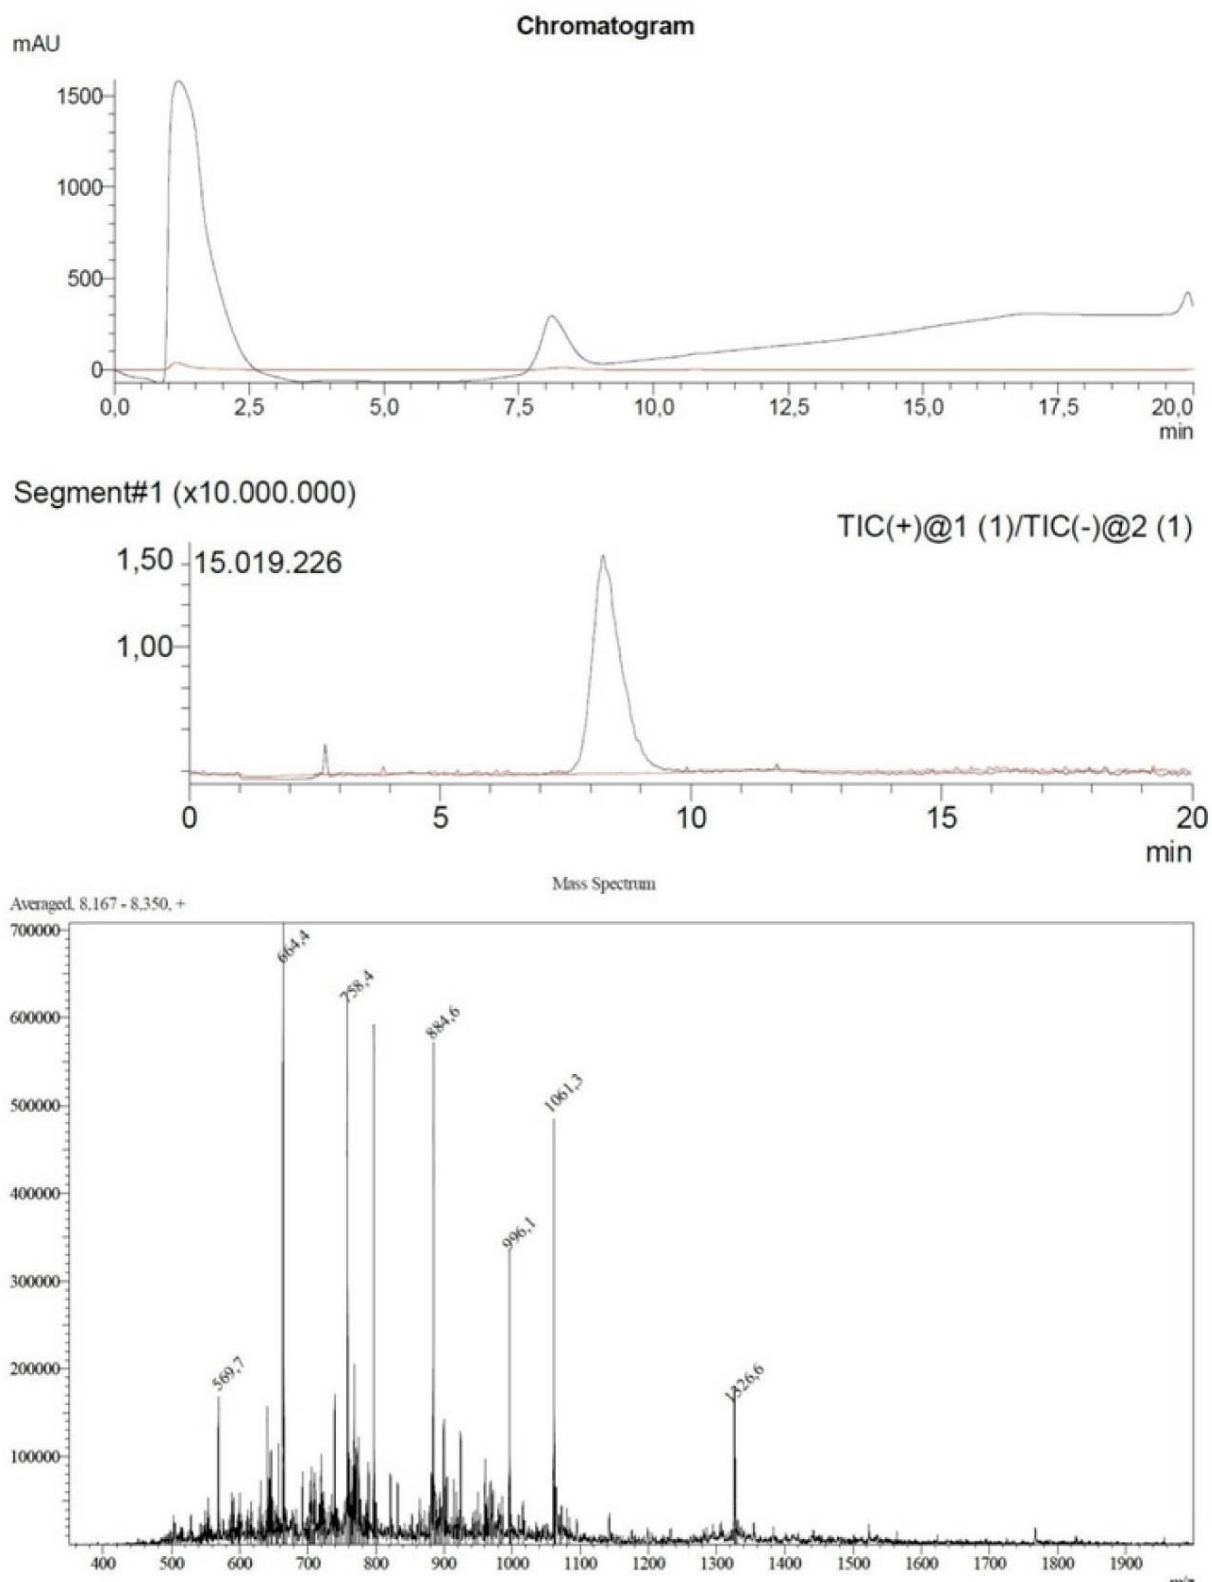 Chromatogram
mAU
1500
1000
500
0
0,0 2,5 5,0 7,5 10,0 12,5 15,0 17,5 20,0
min
Segment#1 (x10.000.000)
TIC(+)@1 (1)/TIC(-)@2 (1)
1,50 15.019.226
1,00
0 5 10 15 20
min
Mass Spectrum
Averaged, 8,167 - 8,350, +
700000
664,4
758,4
600000
884,6
500000
1061,3
400000
996,1
300000
200000
569,7
1326,6
100000
400 500 600 700 800 900 1000 1100 1200 1300 1400 1500 1600 1700 1800 1900